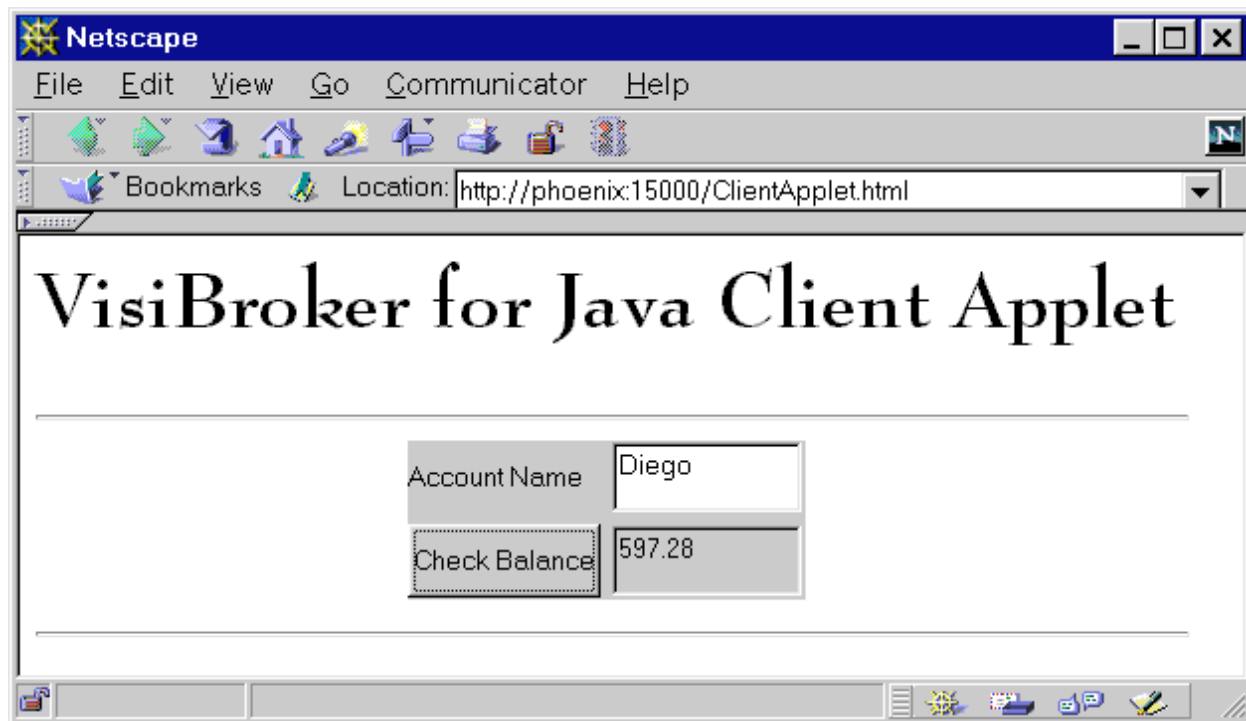 Netscape
File Edit View Go Communicator Help
N
Bookmarks Location: http://phoenix:15000/ClientApplet.html
VisiBroker for Java Client Applet
Account Name Diego
Check Balance 597.28